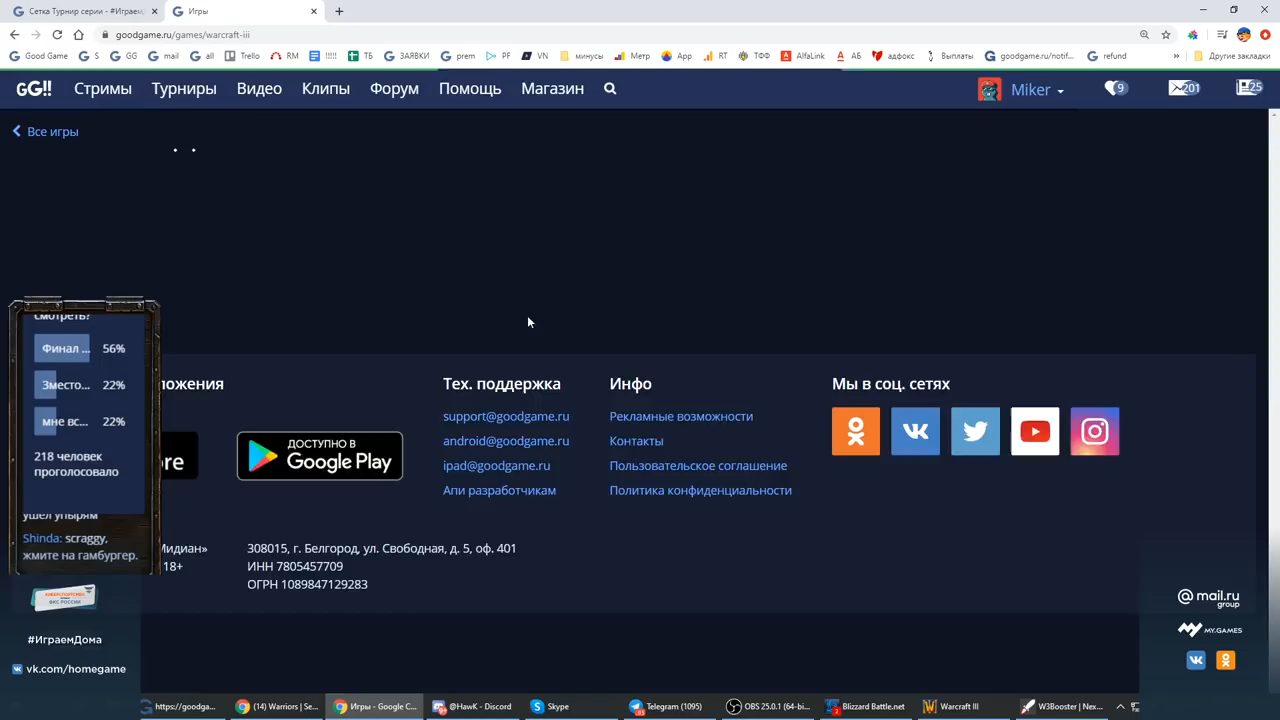 Сетка Турнир серии - #Играем
Игры
goodgame.ru/games/warcraft-iii
Good Game
S
GG
mail
all
Trello
RM
!!!!!
ТБ
ЗАЯВКИ
prem
PF
VN
минусы
Метр
App
RT
ТФФ
AlfaLink
АБ
адфокс
Выплаты
goodgame.ru/notif...
refund
Другие закладки
GG!! Стримы Турниры Видео Клипы Форум Помощь Магазин
Miker
9
201
25
Все игры
смотреть?
Финал ... 56%
3место... 22%
мне вс... 22%
218 человек
проголосовало
ушел упырям
Shinda: scraggy,
жмите на гамбургер.
ложения
ore
ДОСТУПНО В
Google Play
Тех. поддержка
support@goodgame.ru
android@goodgame.ru
ipad@goodgame.ru
Апи разработчикам
Инфо
Рекламные возможности
Контакты
Пользовательское соглашение
Политика конфиденциальности
Мы в соц. сетях
Мидиан»
18+
308015, г. Белгород, ул. Свободная, д. 5, оф. 401
ИНН 7805457709
ОГРН 1089847129283
#ИграемДома
vk.com/homegame
@mail.ru
group
MY.GAMES
https://goodga...
(14) Warriors | Se...
Игры - Google C...
@HawK - Discord
Skype
Telegram (1095)
OBS 25.0.1 (64-bi...
Blizzard Battle.net
Warcraft III
W3Booster | Nex...